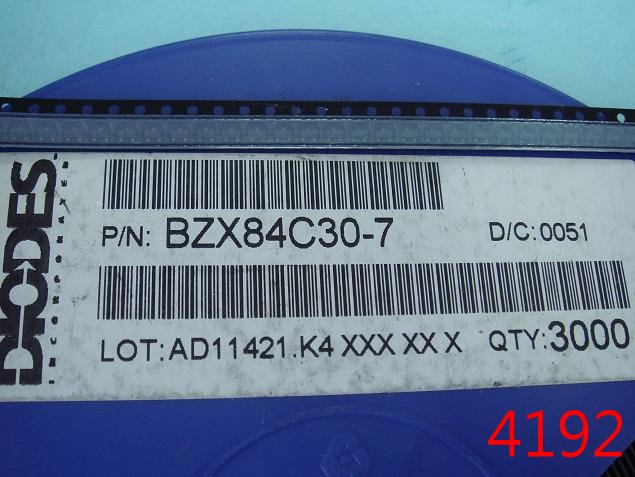 DIODES
P/N: BZX84C30-7
D/C: 0051
LOT: AD11421..K4 XXX XX X
QTY: 3000
4192